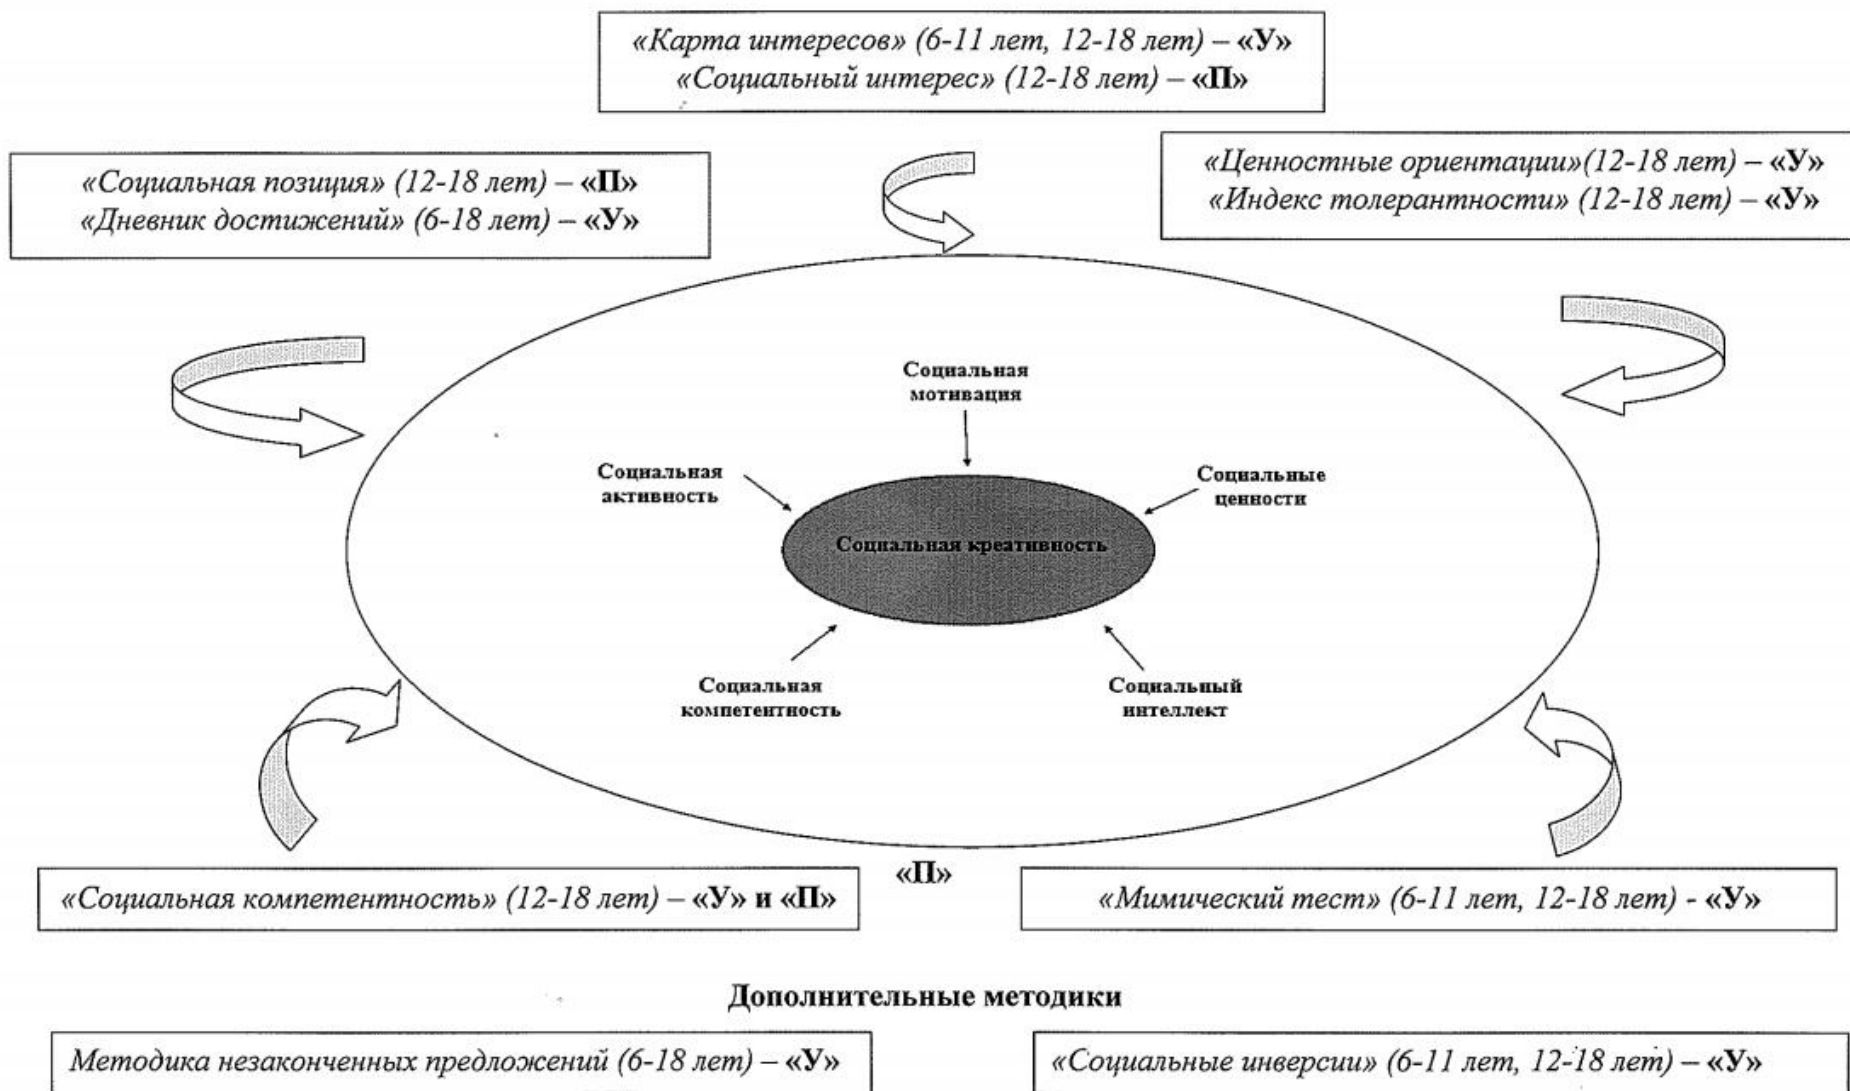 «Карта интересов» (6-11 лет, 12-18 лет) – «У»
«Социальный интерес» (12-18 лет) – «П»
«Социальная позиция» (12-18 лет) – «П»
«Дневник достижений» (6-18 лет) – «У»
«Ценностные ориентации»(12-18 лет) – «У»
«Индекс толерантности» (12-18 лет) – «У»
Социальная
мотивация
Социальная
активность
Социальные
ценности
Социальная креативность
Социальная
компетентность
Социальный
интеллект
«П»
«Социальная компетентность» (12-18 лет) – «У» и «П»
«Мимический тест» (6-11 лет, 12-18 лет) - «У»
Дополнительные методики
Методика незаконченных предложений (6-18 лет) – «У»
«Социальные инверсии» (6-11 лет, 12-18 лет) – «У»